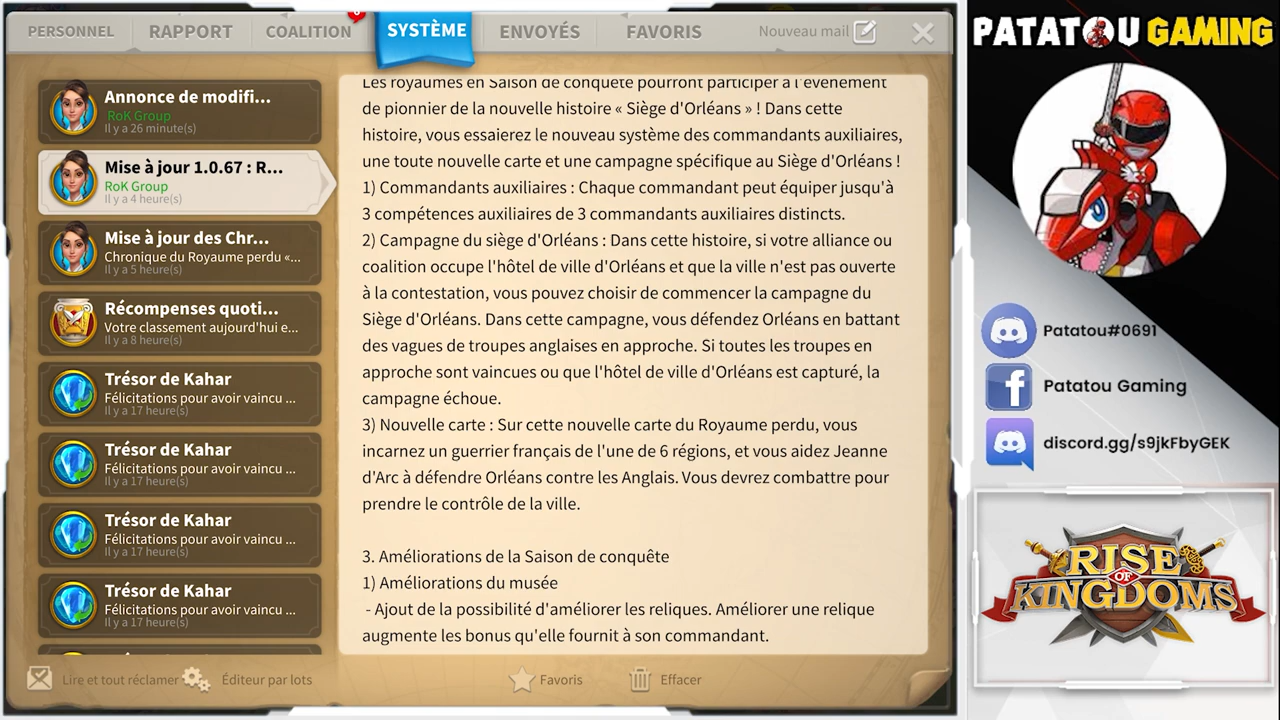 PERSONNEL
RAPPORT
COALITION
SYSTÈME
ENVOYÉS
FAVORIS
Nouveau mail
Annonce de modifi...
RoK Group
Il y a 26 minute(s)
Mise à jour 1.0.67 : R...
RoK Group
Il y a 4 heure(s)
Mise à jour des Chr...
Chronique du Royaume perdu «...
Il y a 5 heure(s)
Récompenses quoti...
Votre classement aujourd'hui e...
Il y a 8 heure(s)
Trésor de Kahar
Félicitations pour avoir vaincu ...
Il y a 17 heure(s)
Trésor de Kahar
Félicitations pour avoir vaincu ...
Il y a 17 heure(s)
Trésor de Kahar
Félicitations pour avoir vaincu ...
Il y a 17 heure(s)
Trésor de Kahar
Félicitations pour avoir vaincu ...
Il y a 17 heure(s)
Les royaumes en Saison de conquête pourront participer à l'événement
de pionnier de la nouvelle histoire « Siège d'Orléans » ! Dans cette
histoire, vous essaierez le nouveau système des commandants auxiliaires,
une toute nouvelle carte et une campagne spécifique au Siège d'Orléans !
1) Commandants auxiliaires : Chaque commandant peut équiper jusqu'à
3 compétences auxiliaires de 3 commandants auxiliaires distincts.
2) Campagne du siège d'Orléans : Dans cette histoire, si votre alliance ou
coalition occupe l'hôtel de ville d'Orléans et que la ville n'est pas ouverte
à la contestation, vous pouvez choisir de commencer la campagne du
Siège d'Orléans. Dans cette campagne, vous défendez Orléans en battant
des vagues de troupes anglaises en approche. Si toutes les troupes en
approche sont vaincues ou que l'hôtel de ville d'Orléans est capturé, la
campagne échoue.
3) Nouvelle carte : Sur cette nouvelle carte du Royaume perdu, vous
incarnez un guerrier français de l'une de 6 régions, et vous aidez Jeanne
d'Arc à défendre Orléans contre les Anglais. Vous devrez combattre pour
prendre le contrôle de la ville.
3. Améliorations de la Saison de conquête
1) Améliorations du musée
- Ajout de la possibilité d'améliorer les reliques. Améliorer une relique
augmente les bonus qu'elle fournit à son commandant.
Lire et tout réclamer
Éditeur par lots
Favoris
Effacer
PATATOU GAMING
Patatou#0691
Patatou Gaming
discord.gg/s9jkFbyGEK
RISE
OF
KINGDOMS